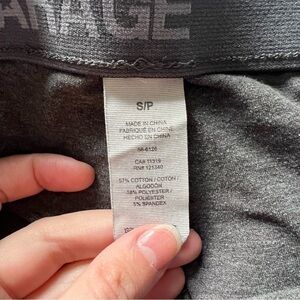 ARAGE
S/P
MADE IN CHINA
FABRIQUÉ EN CHINE
HECHO EN CHINA
CA# 11319
RN# 121340
57% COTTON / COTON /
ALGODÓN
38% POLYESTER /
POLIÉSTER
5% SPANDEX